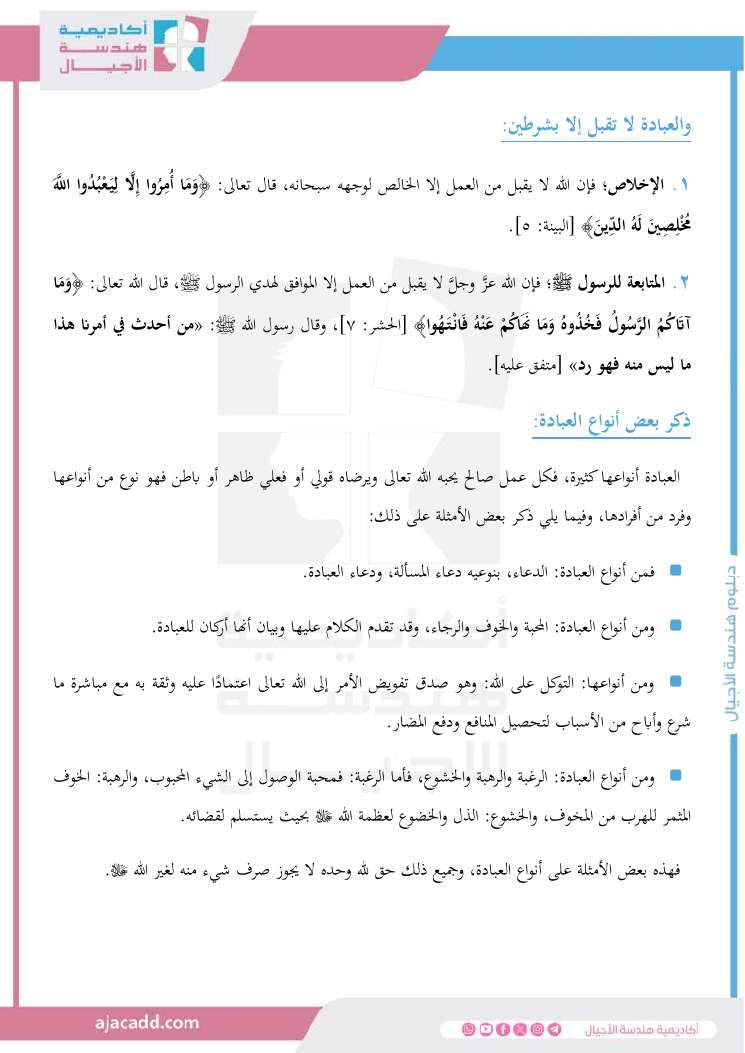 أكاديمية
هندسة
الأجيال
والعبادة لا تقبل إلا بشرطين:
١. الإخلاص؛ فإن الله لا يقبل من العمل إلا الخالص لوجهه سبحانه، قال تعالى: ﴿وَمَا أُمِرُوا إِلَّا لِيَعْبُدُوا اللَّهَ
مُخْلِصِينَ لَهُ الدِّينَ﴾ [البينة: ٥].
٢. المتابعة للرسول ﷺ؛ فإن الله عزَّ وجلَّ لا يقبل من العمل إلا الموافق لهدي الرسول ﷺ، قال الله تعالى: ﴿وَمَا
آتَاكُمُ الرَّسُولُ فَخُذُوهُ وَمَا نَهَاكُمْ عَنْهُ فَانْتَهُوا﴾ [الحشر: ٧]، وقال رسول الله ﷺ: «من أحدث في أمرنا هذا
ما ليس منه فهو رد» [متفق عليه].
ذكر بعض أنواع العبادة:
العبادة أنواعها كثيرة، فكل عمل صالح يحبه الله تعالى ويرضاه قولي أو فعلي ظاهر أو باطن فهو نوع من أنواعها
وفرد من أفرادها، وفيما يلي ذكر بعض الأمثلة على ذلك:
فمن أنواع العبادة: الدعاء، بنوعيه دعاء المسألة، ودعاء العبادة.
ومن أنواع العبادة: المحبة والخوف والرجاء، وقد تقدم الكلام عليها وبيان أنها أركان للعبادة.
ومن أنواعها: التوكل على الله: وهو صدق تفويض الأمر إلى الله تعالى اعتمادًا عليه وثقة به مع مباشرة ما
شرع وأباح من الأسباب لتحصيل المنافع ودفع المضار.
ومن أنواع العبادة: الرغبة والرهبة والخشوع، فأما الرغبة: فمحبة الوصول إلى الشيء المحبوب، والرهبة: الخوف
المثمر للهرب من المخوف، والخشوع: الذل والخضوع لعظمة الله ﷻ بحيث يستسلم لقضائه.
فهذه بعض الأمثلة على أنواع العبادة، وجميع ذلك حق لله وحده لا يجوز صرف شيء منه لغير الله ﷻ.
أكاديمية
هندسة
الأجيال
دبلوم هندسة الأجيال
أكاديمية هندسة الأجيال
ajacadd.com